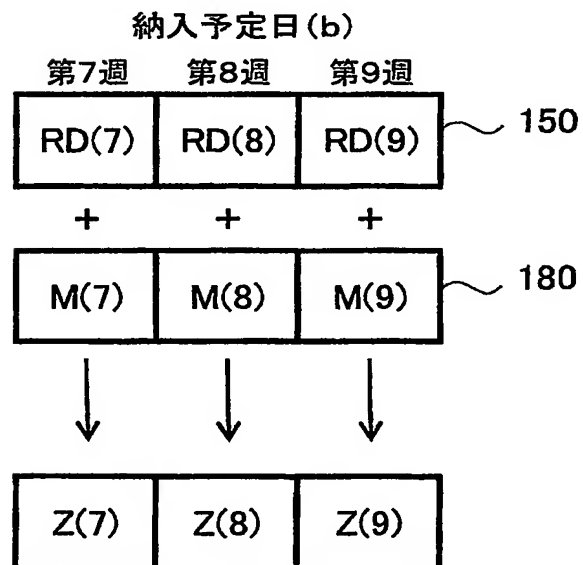 納入予定日(b)
第7週 第8週 第9週
RD(7) RD(8) RD(9) 150
+ + +
M(7) M(8) M(9) 180
Z(7) Z(8) Z(9)